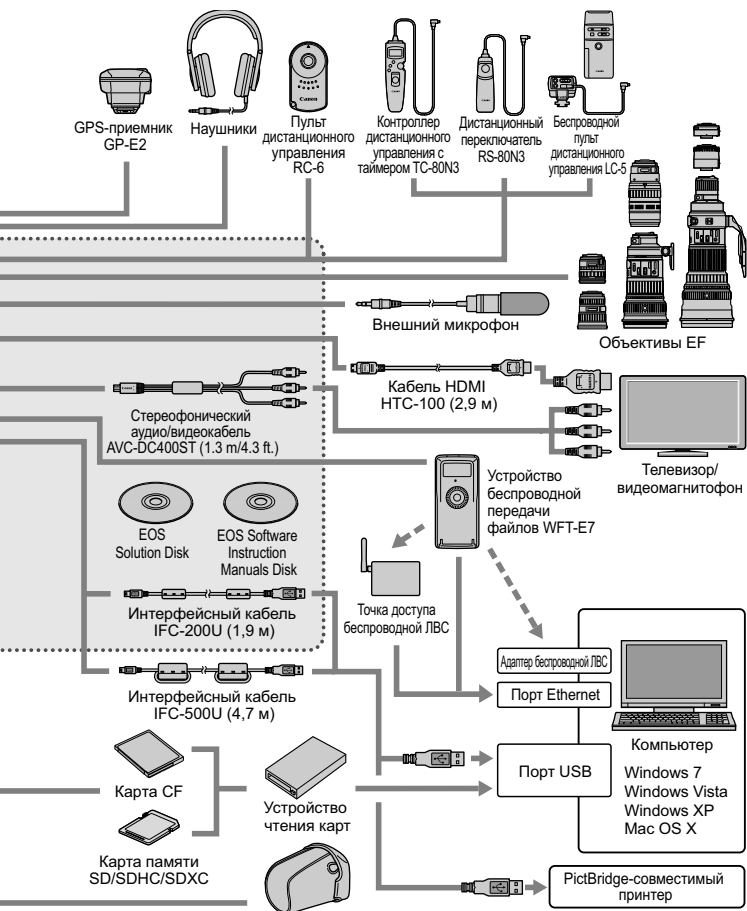 GPS-приемник
GP-E2
Наушники
Canon
Пульт
дистанционного
управления
RC-6
Контроллер
дистанционного
управления с
таймером TC-80N3
Дистанционный
переключатель
RS-80N3
Беспроводной
пульт
дистанционного
управления LC-5
Объективы EF
Внешний микрофон
Кабель HDMI
HTC-100 (2,9 м)
Стереофонический
аудио/видеокабель
AVC-DC400ST (1.3 m/4.3 ft.)
Телевизор/
видеомагнитофон
Устройство
беспроводной
передачи
файлов WFT-E7
EOS
Solution Disk
EOS Software
Instruction
Manuals Disk
Интерфейсный кабель
IFC-200U (1,9 м)
Точка доступа
беспроводной ЛВС
Адаптер беспроводной ЛВС
Порт Ethernet
Интерфейсный кабель
IFC-500U (4,7 м)
Компьютер
Windows 7
Windows Vista
Windows XP
Mac OS X
Порт USB
Карта CF
Устройство
чтения карт
Карта памяти
SD/SDHC/SDXC
PictBridge-совместимый
принтер